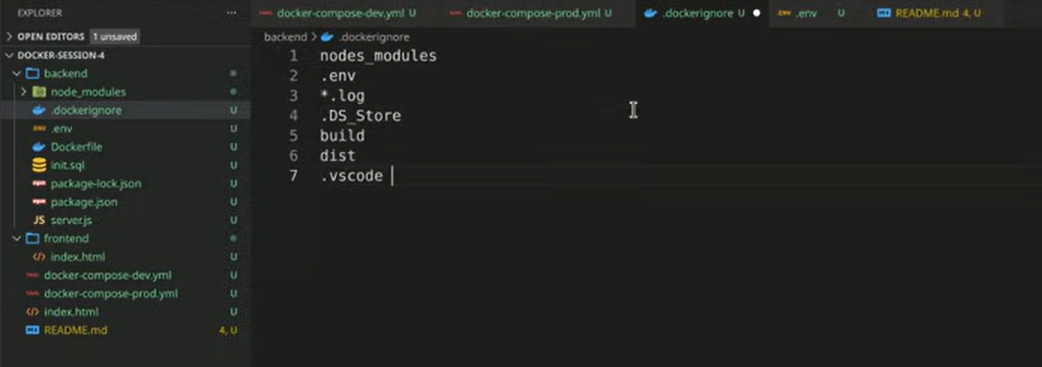 EXPLORER ...
OPEN EDITORS 1 unsaved
DOCKER-SESSION-4
backend
node_modules
.dockerignore U
.env U
Dockerfile U
init.sql U
package-lock.json U
package.json U
JS server.js U
frontend
index.html U
docker-compose-dev.yml U
docker-compose-prod.yml U
index.html U
README.md 4, U
docker-compose-dev.yml U docker-compose-prod.yml U .dockerignore U .env U README.md 4, U
backend > .dockerignore
1 nodes_modules
2 .env
3 *.log
4 .DS_Store
5 build
6 dist
7 .vscode